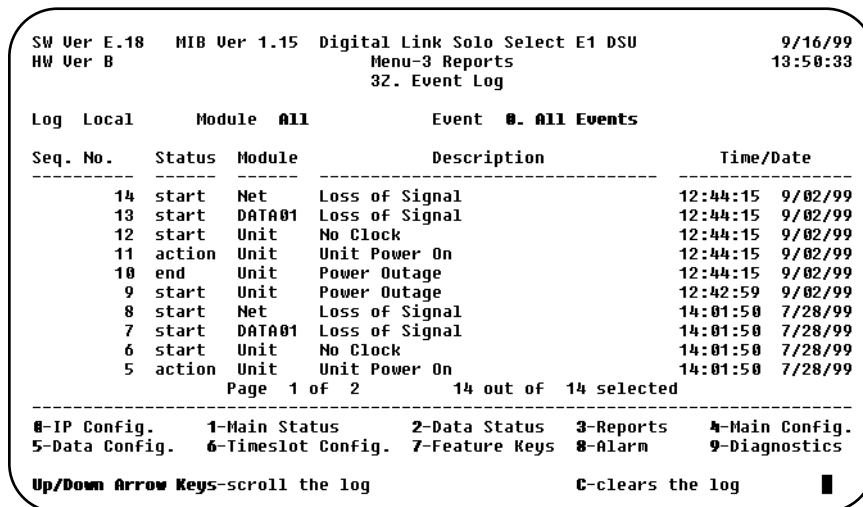 SW Ver E.18 MIB Ver 1.15 Digital Link Solo Select E1 DSU 9/16/99
HW Ver B Menu-3 Reports 13:50:33
3Z. Event Log
Log Local Module All Event 0. All Events
Seq. No. Status Module Description Time/Date
---------- ------ ------ --------------------------------- ----------------
14 start Net Loss of Signal 12:44:15 9/02/99
13 start DATA01 Loss of Signal 12:44:15 9/02/99
12 start Unit No Clock 12:44:15 9/02/99
11 action Unit Unit Power On 12:44:15 9/02/99
10 end Unit Power Outage 12:44:15 9/02/99
9 start Unit Power Outage 12:42:59 9/02/99
8 start Net Loss of Signal 14:01:50 7/28/99
7 start DATA01 Loss of Signal 14:01:50 7/28/99
6 start Unit No Clock 14:01:50 7/28/99
5 action Unit Unit Power On 14:01:50 7/28/99
Page 1 of 2 14 out of 14 selected
--------------------------------------------------------------------------------
0-IP Config. 1-Main Status 2-Data Status 3-Reports 4-Main Config.
5-Data Config. 6-Timeslot Config. 7-Feature Keys 8-Alarm 9-Diagnostics
Up/Down Arrow Keys-scroll the log C-clears the log